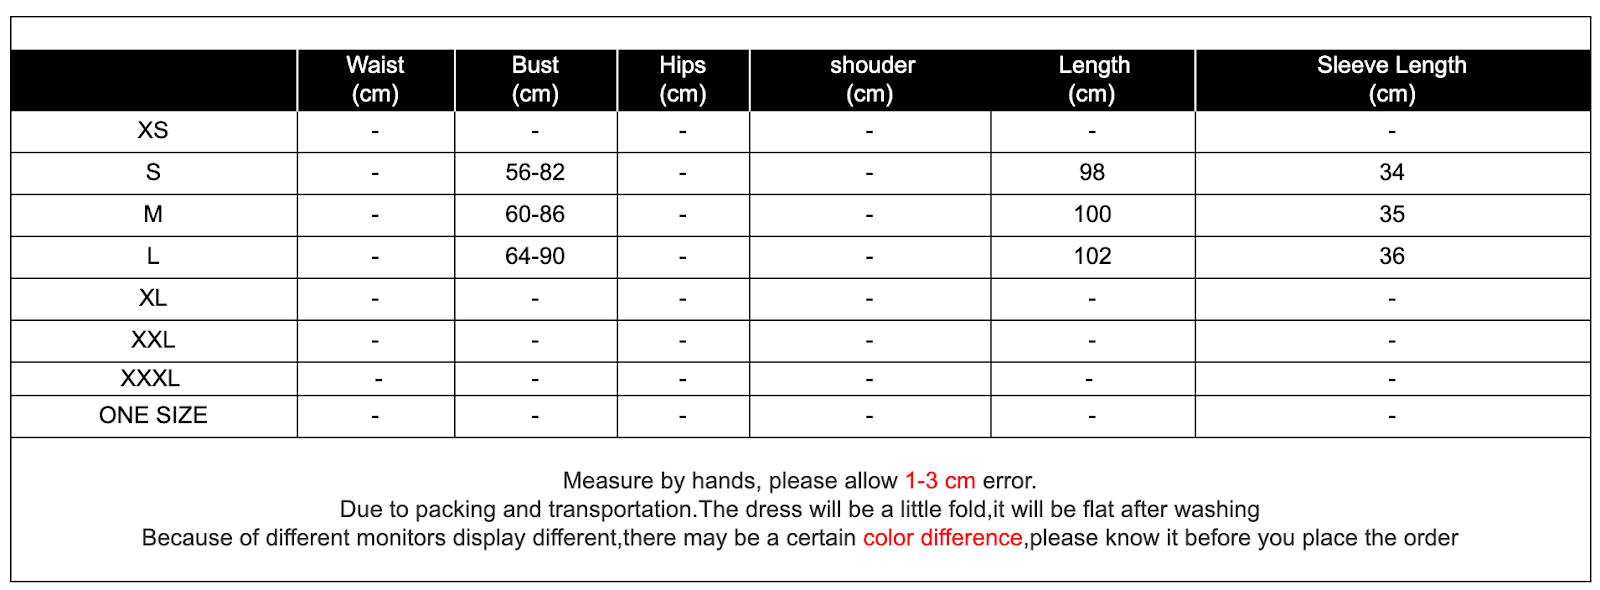 Waist Bust Hips shouder Length Sleeve Length
(cm) (cm) (cm) (cm) (cm) (cm)
XS - - - - - -
S - 56-82 - - 98 34
M - 60-86 - - 100 35
L - 64-90 - - 102 36
XL - - - - - -
XXL - - - - - -
XXXL - - - - - -
ONE SIZE - - - - - -
Measure by hands, please allow 1-3 cm error.
Due to packing and transportation.The dress will be a little fold,it will be flat after washing
Because of different monitors display different,there may be a certain color difference,please know it before you place the order